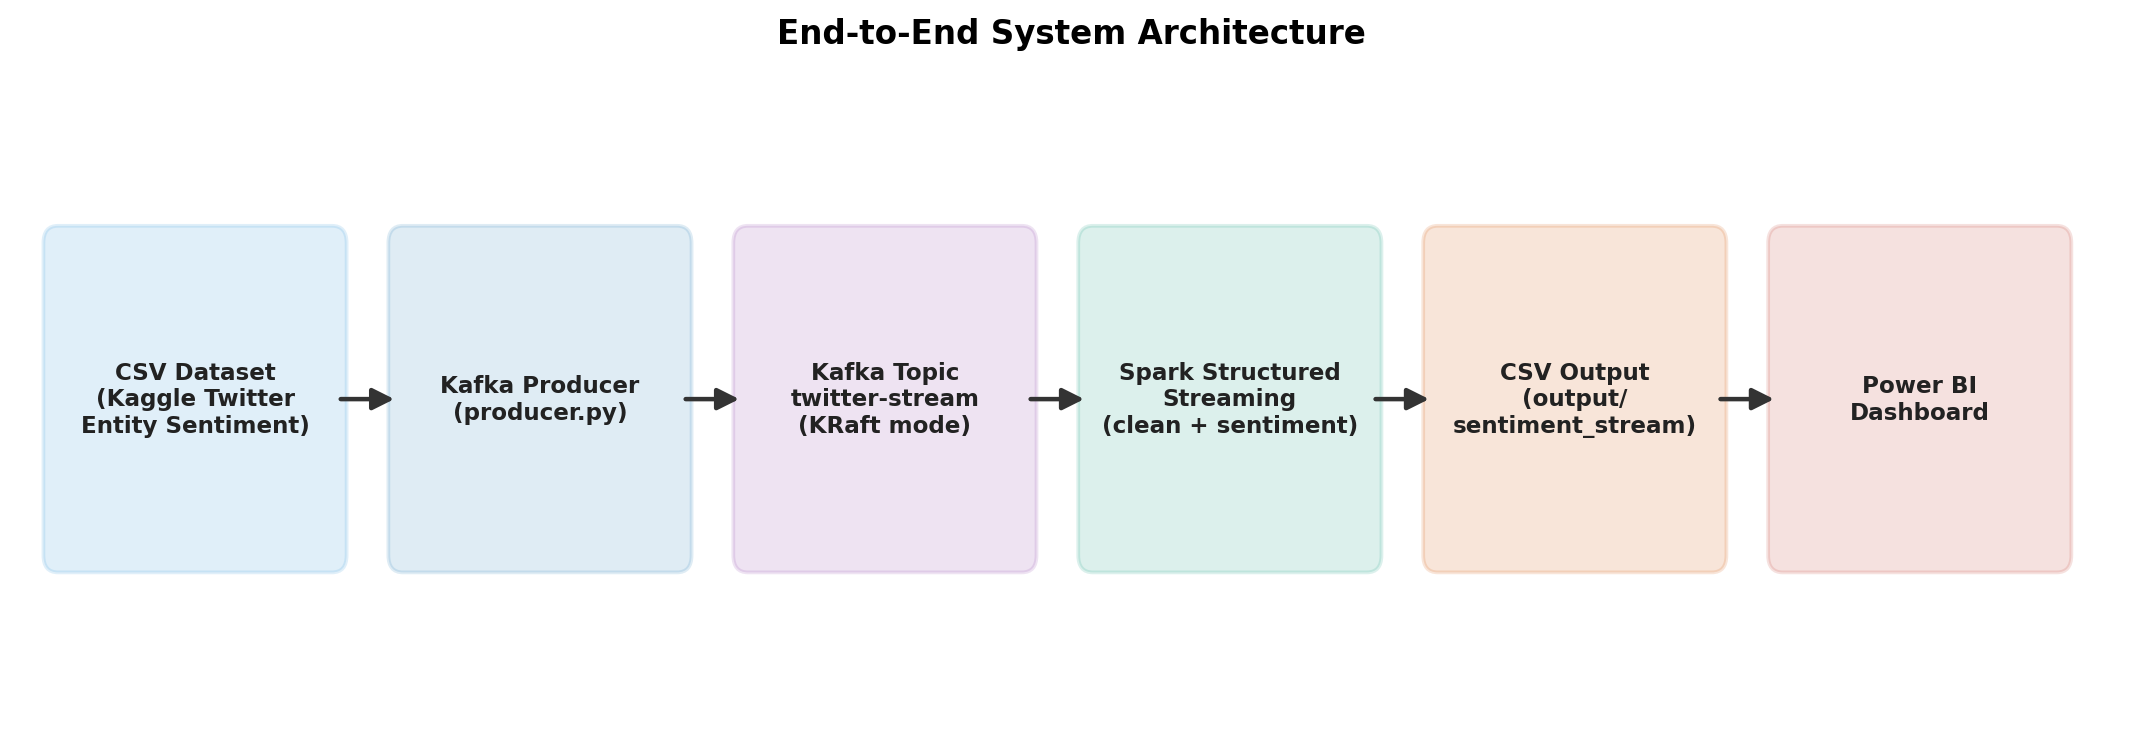 End-to-End System Architecture
CSV Dataset
(Kaggle Twitter
Entity Sentiment)
Kafka Producer
(producer.py)
Kafka Topic
twitter-stream
(KRaft mode)
Spark Structured
Streaming
(clean + sentiment)
CSV Output
(output/
sentiment_stream)
Power BI
Dashboard